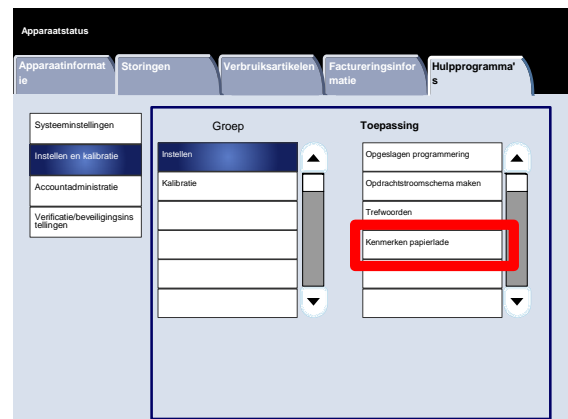 Apparaatstatus
Apparaatinformat
ie
Storingen
Verbruiksartikelen
Factureringsinfor
matie
Hulpprogramma'
s
Systeeminstellingen
Instellen en kalibratie
Accountadministratie
Verificatie/beveiligingsins
tellingen
Groep
Instellen
Kalibratie
Toepassing
Opgeslagen programmering
Opdrachtstroomschema maken
Trefwoorden
Kenmerken papierlade